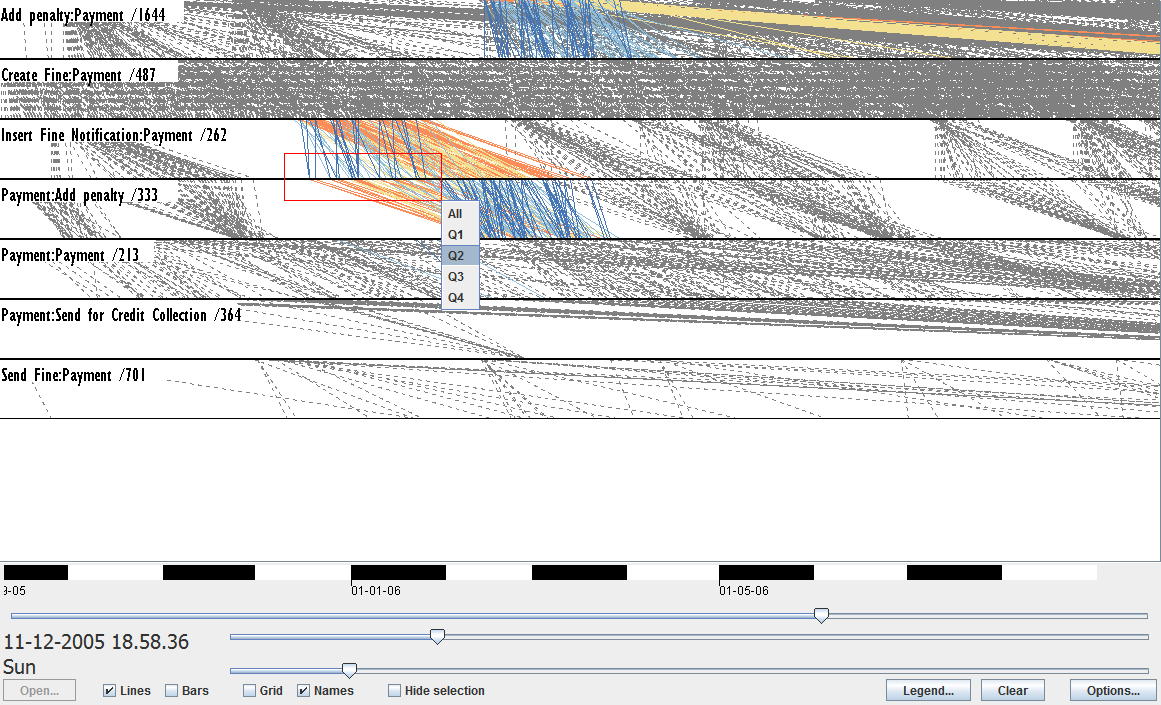 Add penalty:Payment /1644
Create Fine:Payment /487
Insert Fine Notification:Payment /262
Payment:Add penalty /333
All
Q1
Payment:Payment /213
Q2
Q3
Q4
Payment:Send for Credit Collection /364
Send Fine:Payment /701
9-05 01-01-06 01-05-06
11-12-2005 18.58.36
Sun
Open... Lines Bars Grid Names Hide selection Legend... Clear Options...